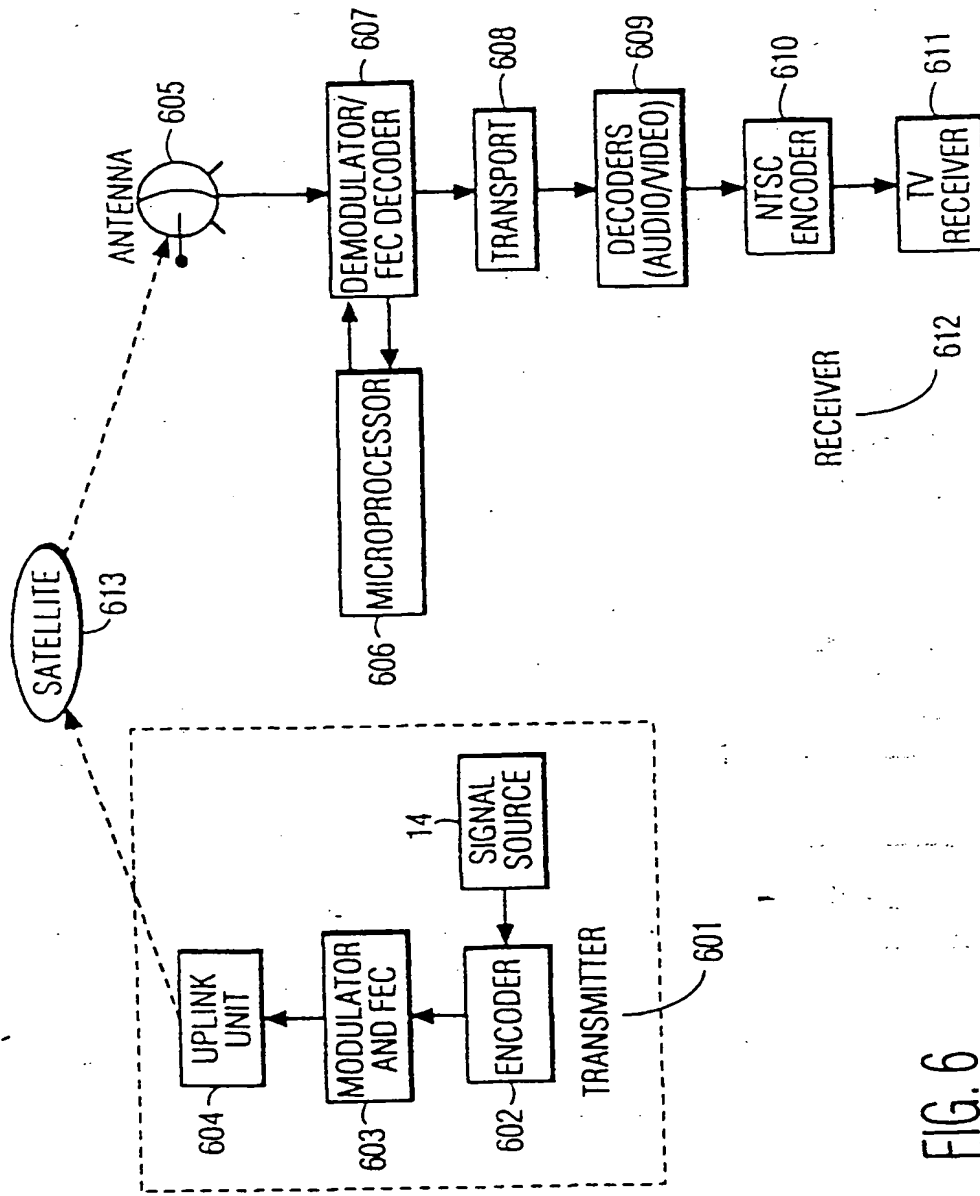 SATELLITE
613
ANTENNA
605
UPLINK
UNIT
604
MODULATOR
AND FEC
603
ENCODER
602
14
SIGNAL
SOURCE
TRANSMITTER
601
MICROPROCESSOR
606
DEMODULATOR/
FEC DECODER
607
TRANSPORT
608
DECODERS
(AUDIO/VIDEO)
609
NTSC
ENCODER
610
TV
RECEIVER
611
RECEIVER
612
FIG. 6